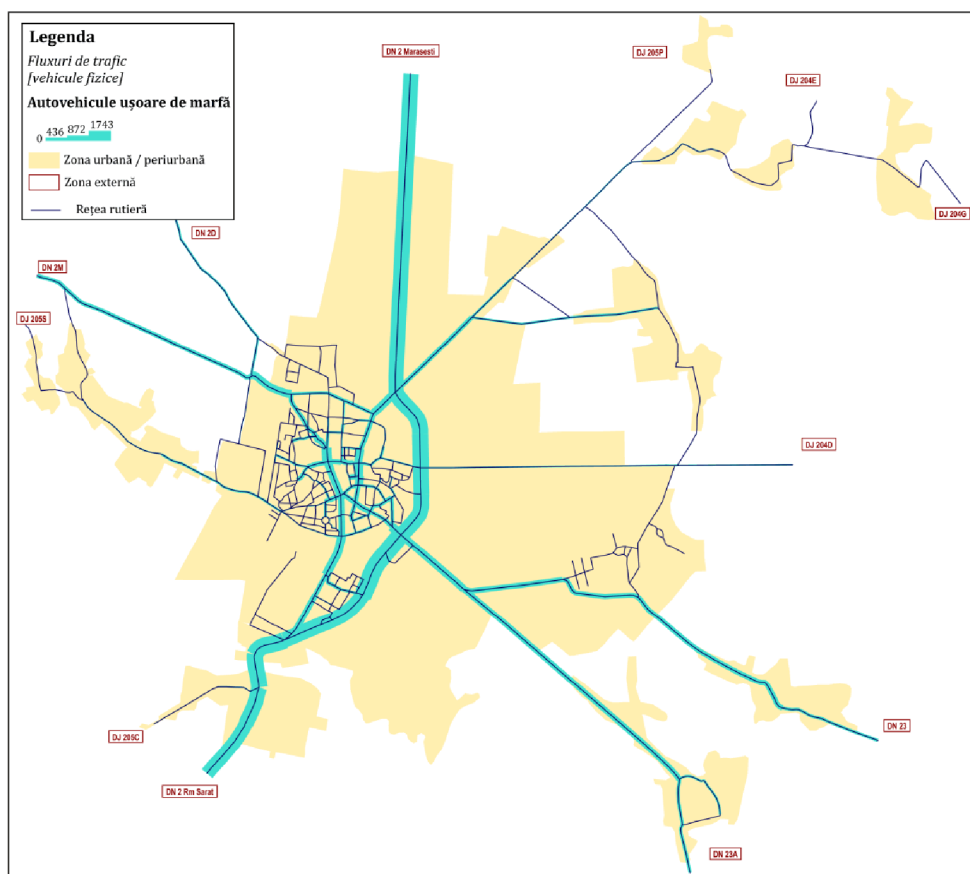 Legenda
Fluxuri de trafic
[vehicule fizice]
Autovehicule ușoare de marfă
0 436 872 1743
Zona urbană / periurbană
Zona externă
Rețea rutieră
DN 2 Marasesti
DJ 205P
DJ 204E
DJ 204G
DN 2D
DN 2M
DJ 205S
DJ 204D
DJ 205C
DN 2 Rm Sarat
DN 23
DN 23A